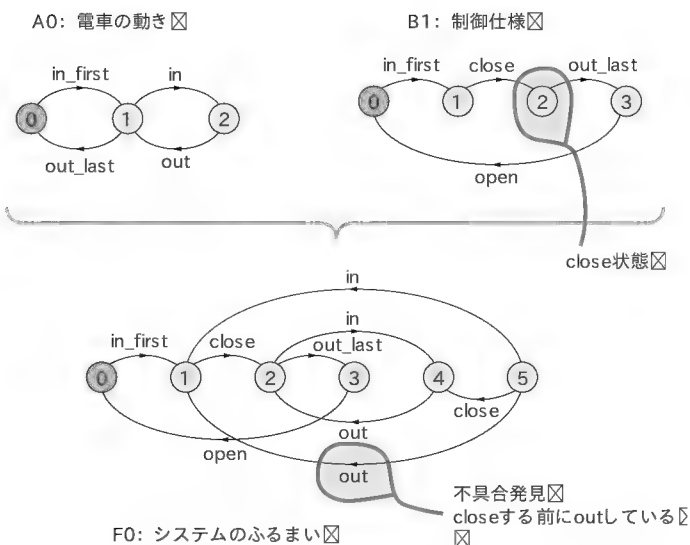 A0: 電車の動き
B1: 制御仕様
in_first
in
0
1
2
out_last
out
in_first
close
out_last
0
1
2
3
open
close状態
in
in
in_first
close
out_last
0
1
2
3
4
5
close
out
open
out
不具合発見
closeする前にoutしている
F0: システムのふるまい